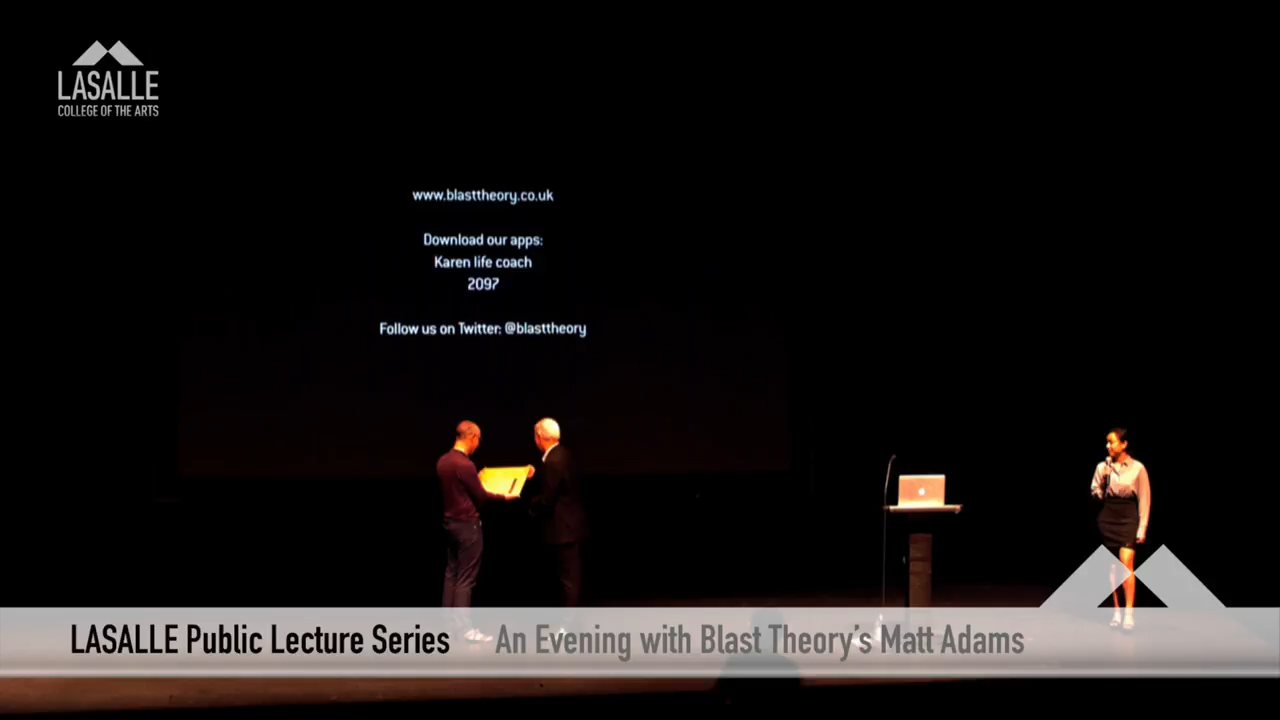 LASALLE
COLLEGE OF THE ARTS
www.blasttheory.co.uk
Download our apps:
Karen life coach
2097
Follow us on Twitter: @blasttheory
LASALLE Public Lecture Series – An Evening with Blast Theory's Matt Adams